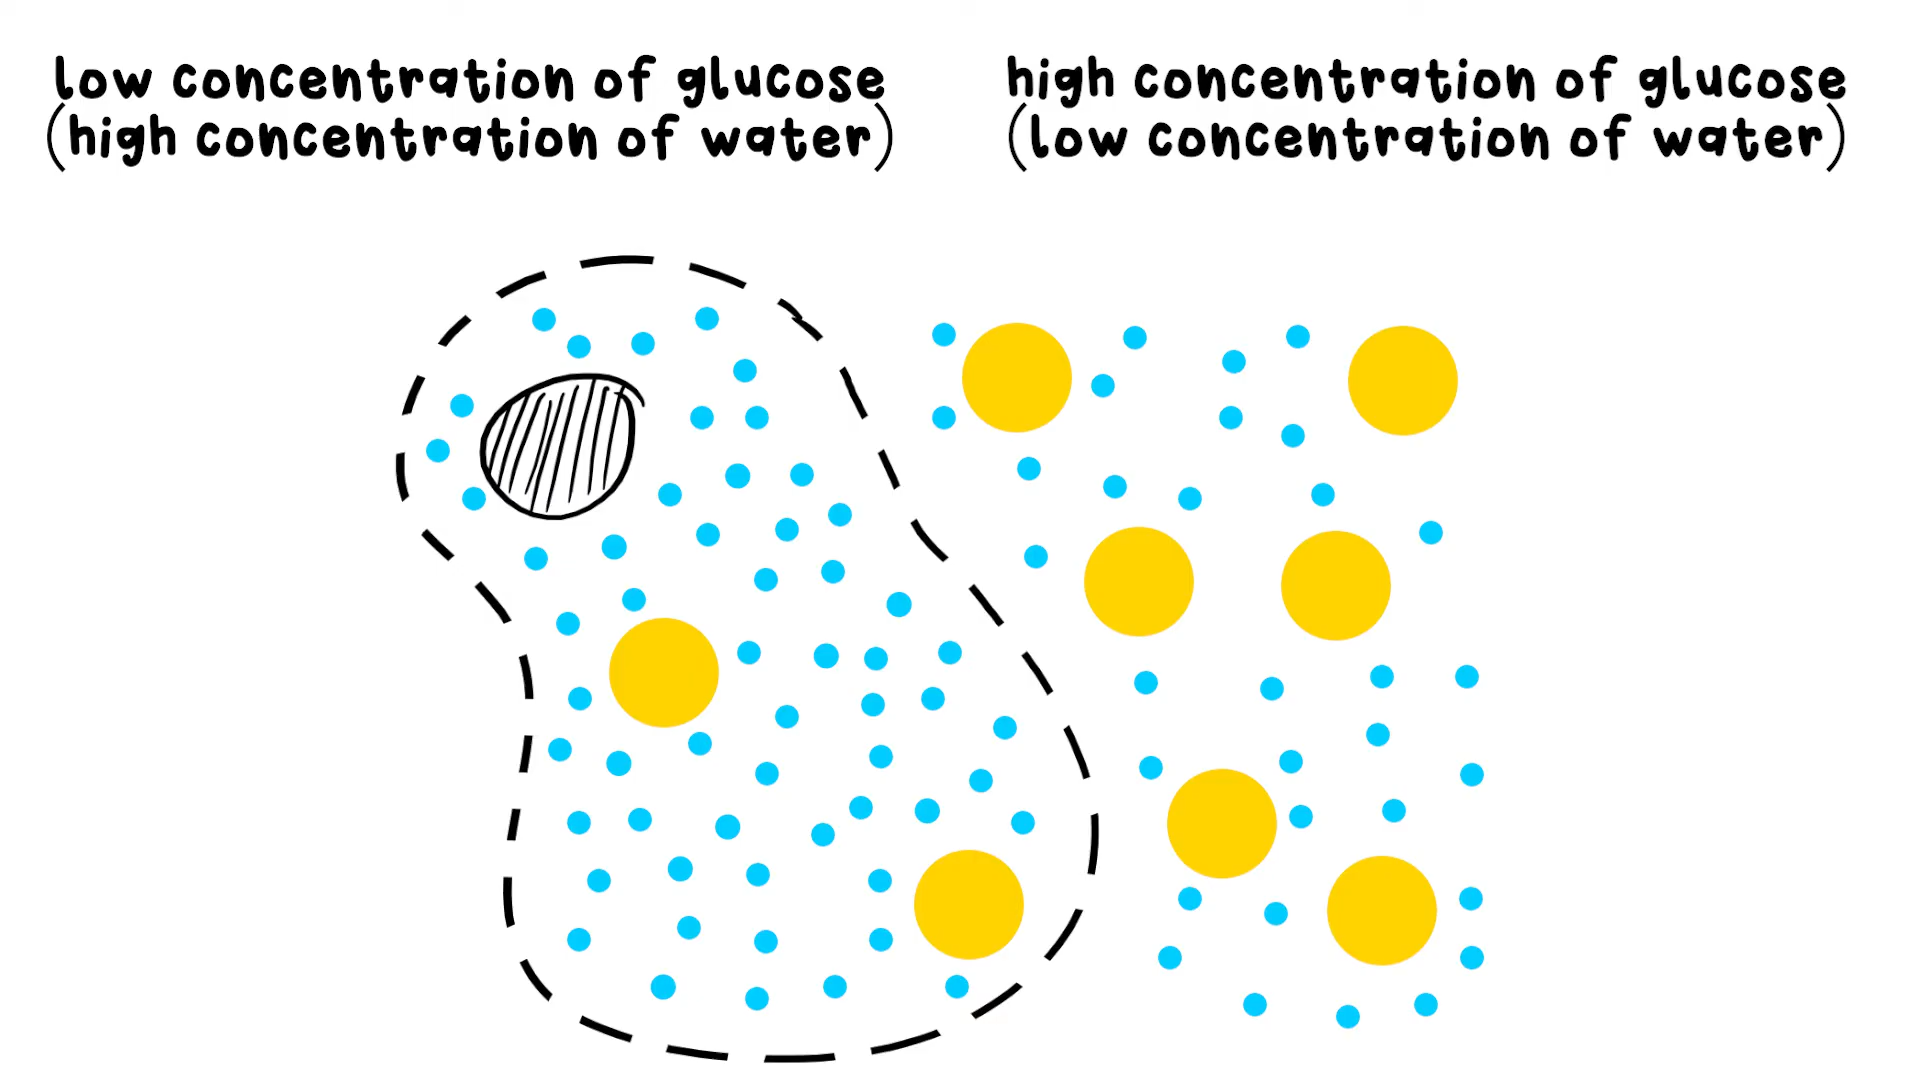 low concentration of glucose
(high concentration of water)
high concentration of glucose
(low concentration of water)